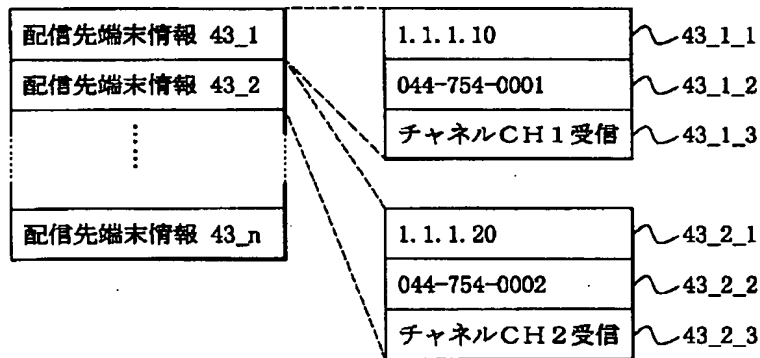 配信先端末情報 43_1
配信先端末情報 43_2
配信先端末情報 43_n
1.1.1.10 43_1_1
044-754-0001 43_1_2
チャネルCH1受信 43_1_3
1.1.1.20 43_2_1
044-754-0002 43_2_2
チャネルCH2受信 43_2_3